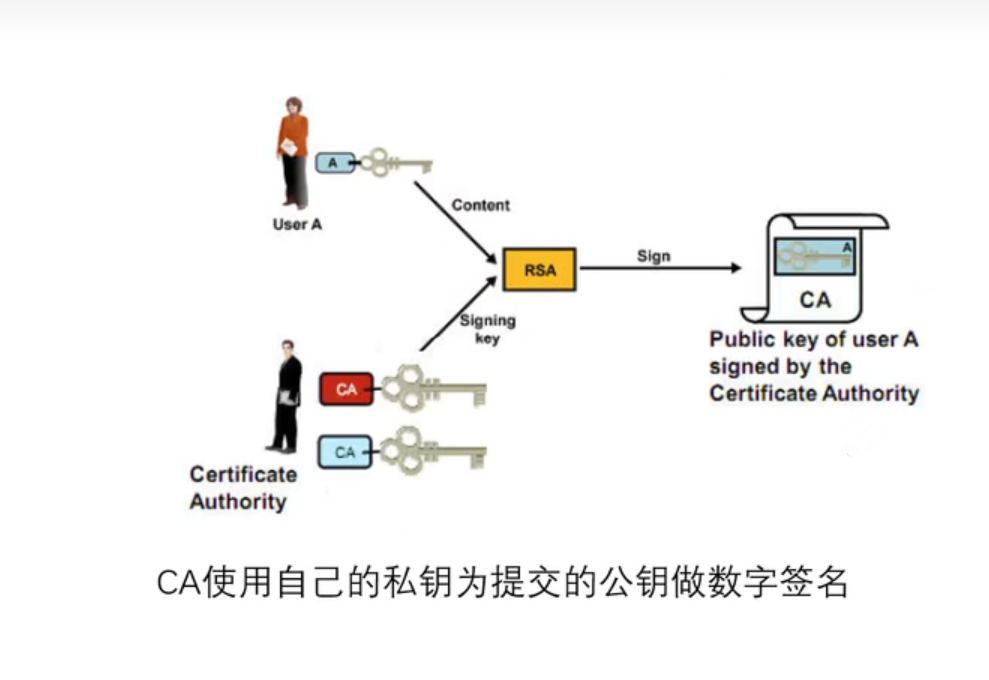 A
User A
Content
RSA
Sign
A
CA
Public key of user A
signed by the
Certificate Authority
Signing
key
CA
CA
Certificate
Authority
CA使用自己的私钥为提交的公钥做数字签名